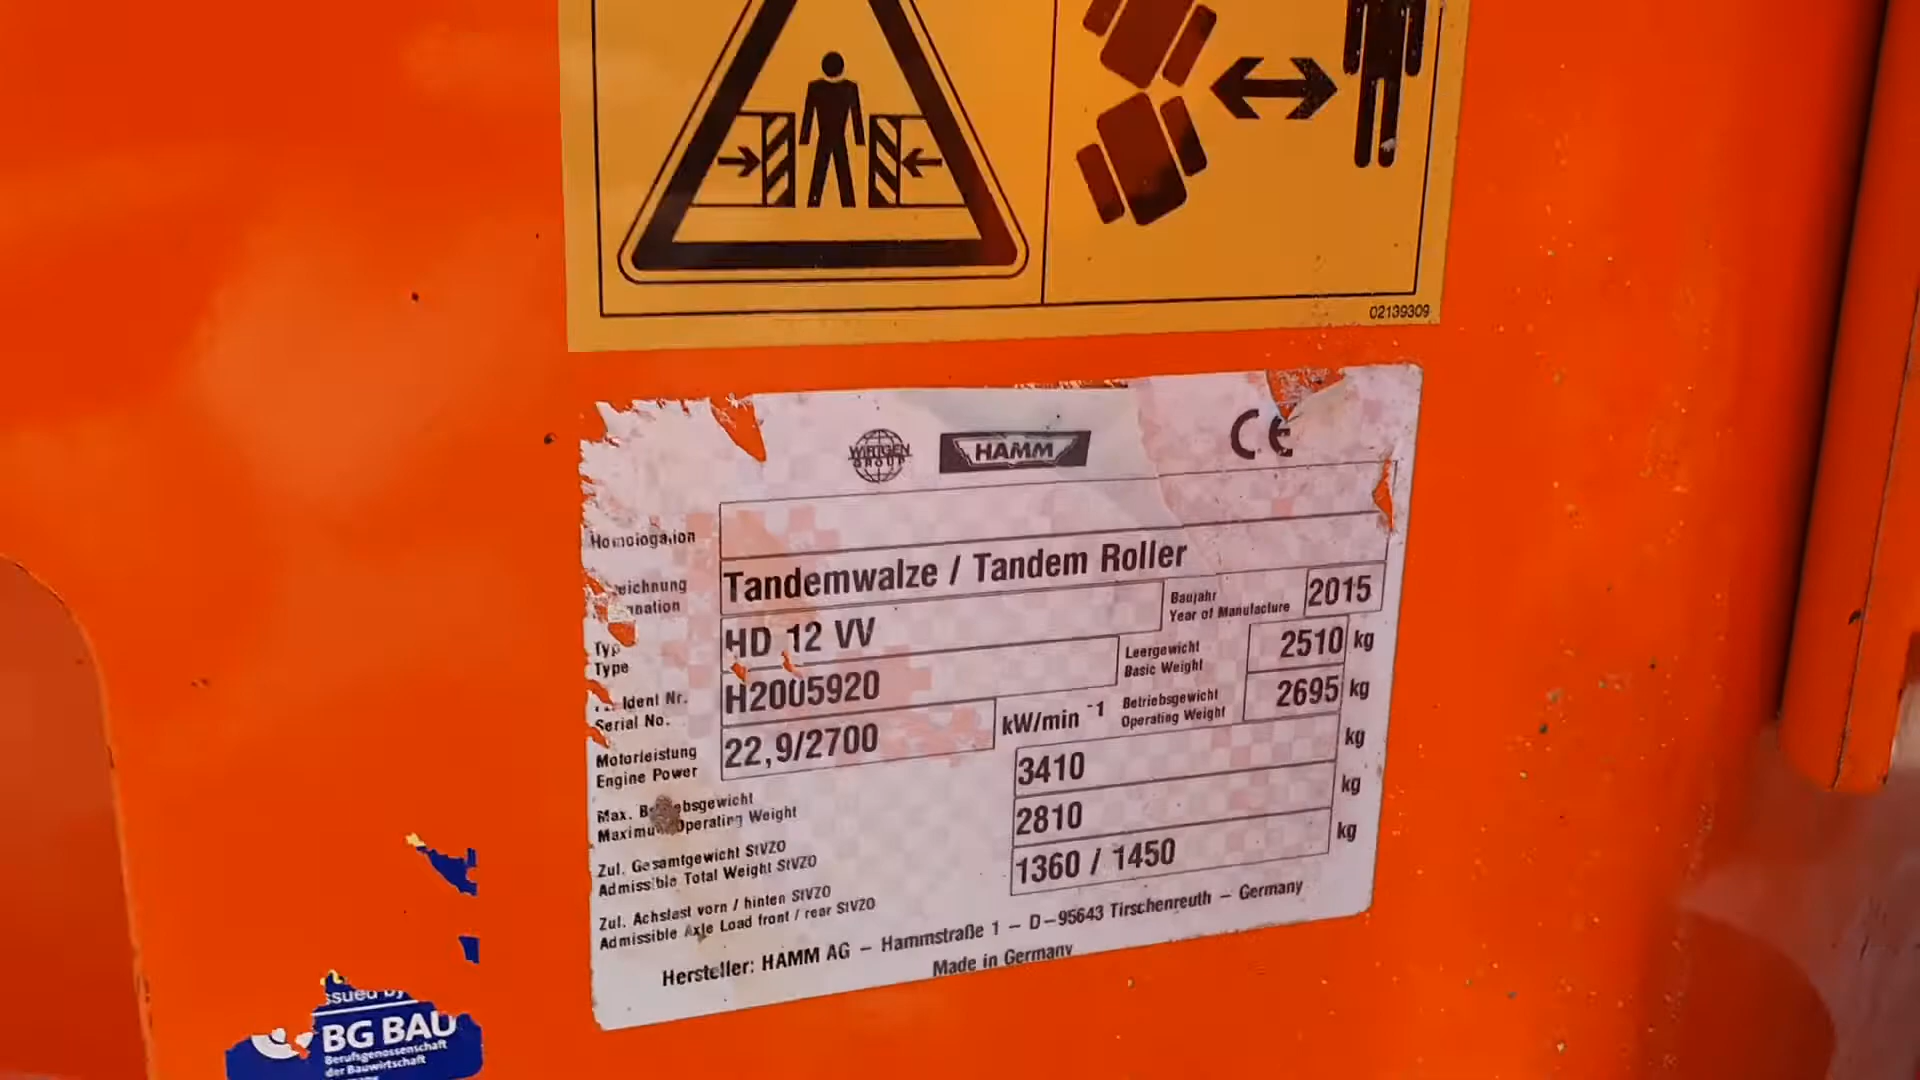 02139309
WIRTGEN
GROUP
HAMM
CE
Homologation
Tandemwalze / Tandem Roller
Typ
Type
HD 12 VV
Baujahr
Year of Manufacture
2015
Ident Nr.
Serial No.
H2005920
Leergewicht
Basic Weight
2510 kg
Motorleistung
Engine Power
22,9/2700 kW/min -1
Betriebsgewicht
Operating Weight
2695 kg
Maximum Operating Weight
3410 kg
Zul. Gesamtgewicht StVZO
Admissible Total Weight StVZO
2810 kg
Zul. Achslast vorn / hinten StVZO
Admissible Axle Load front / rear StVZO
1360 / 1450 kg
Hersteller: HAMM AG – Hammstraße 1 – D–95643 Tirschenreuth – Germany
Made in Germany
BG BAU
Berufsgenossenschaft
der Bauwirtschaft